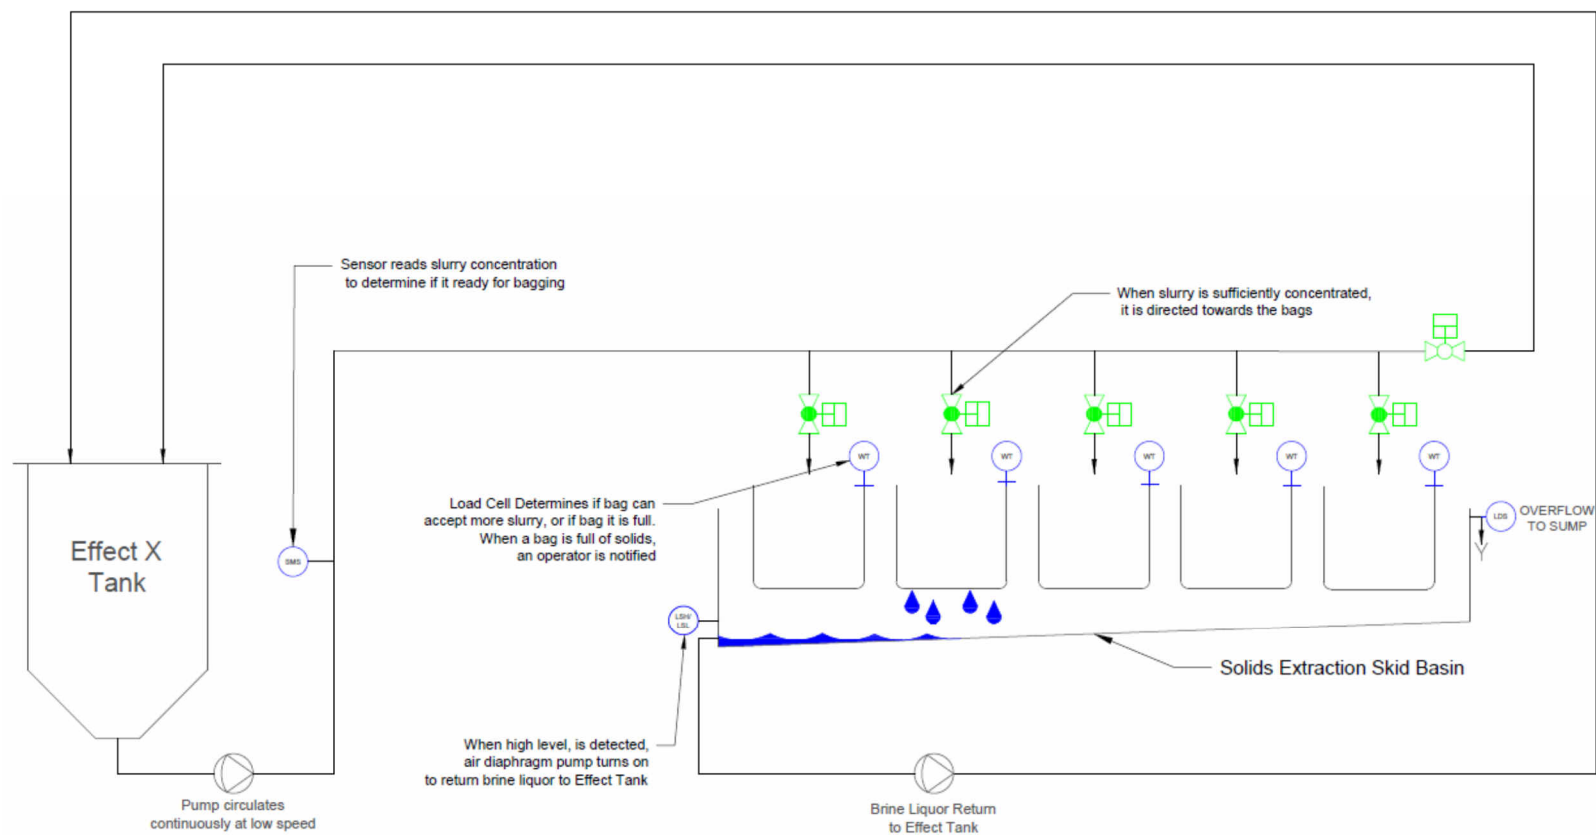 Sensor reads slurry concentration
to determine if it ready for bagging
When slurry is sufficiently concentrated,
it is directed towards the bags
WT
WT
WT
WT
WT
Load Cell Determines if bag can
accept more slurry, or if bag it is full.
When a bag is full of solids,
an operator is notified
LDS
OVERFLOW
TO SUMP
Effect X
Tank
SMS
LSH/
LSL
Solids Extraction Skid Basin
When high level, is detected,
air diaphragm pump turns on
to return brine liquor to Effect Tank
Pump circulates
continuously at low speed
Brine Liquor Return
to Effect Tank